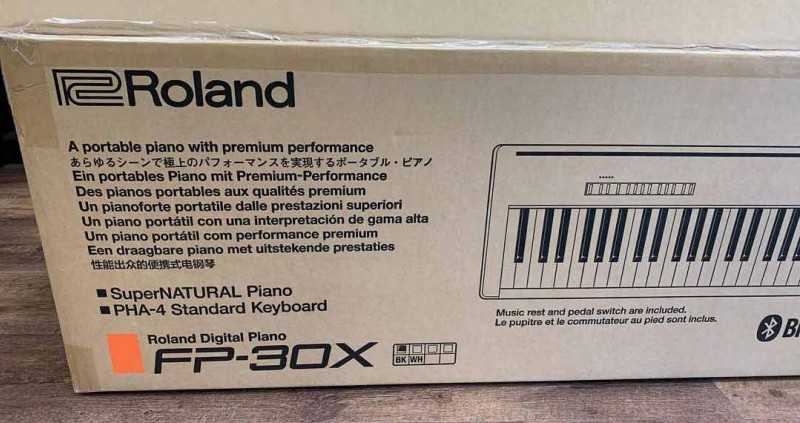 Roland
A portable piano with premium performance
あらゆるシーンで極上のパフォーマンスを実現するポータブル・ピアノ
Ein portables Piano mit Premium-Performance
Des pianos portables aux qualités premium
Un pianoforte portatile dalle prestazioni superiori
Un piano portátil con una interpretación de gama alta
Um piano portátil com performance premium
Een draagbare piano met uitstekende prestaties
性能出众的便携式电钢琴
■SuperNATURAL Piano
■PHA-4 Standard Keyboard
Roland Digital Piano
FP-30X
BK WH
Music rest and pedal switch are included.
Le pupitre et le commutateur au pied sont inclus.